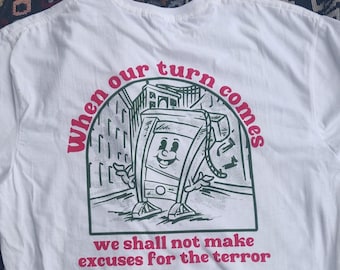 When our turn comes
we shall not make
excuses for the terror